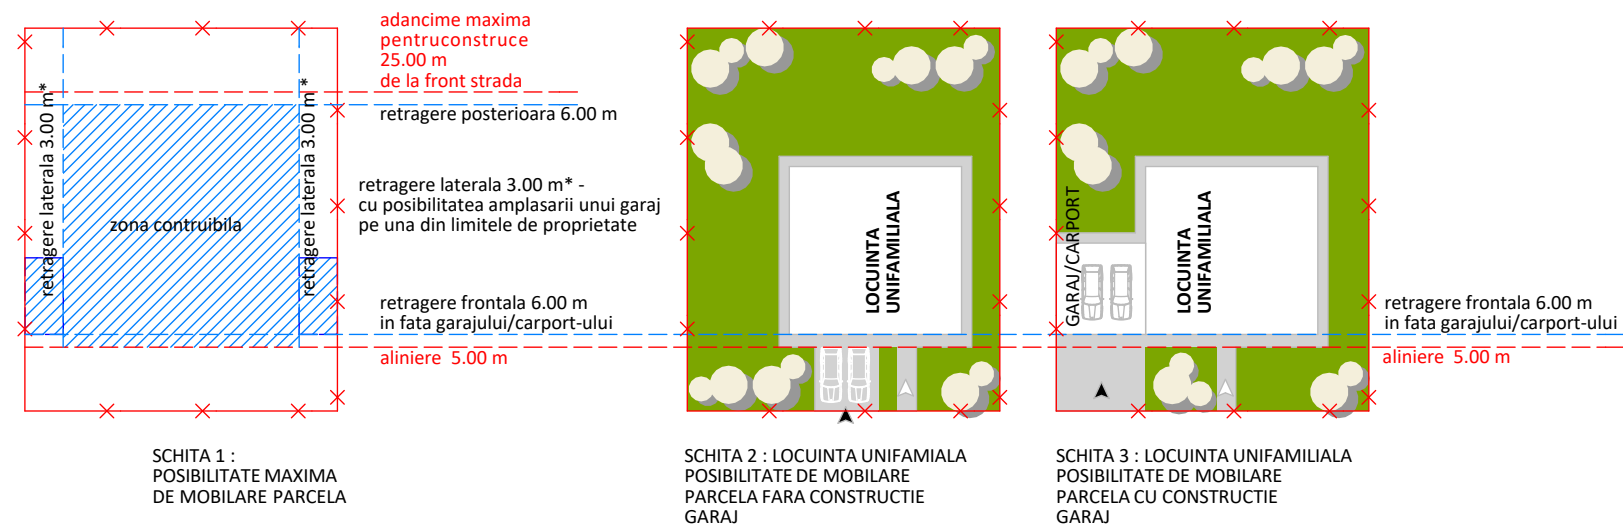 adancime maxima
pentruconstruce
25.00 m
de la front strada
retragere laterala 3.00 m*
retragere laterala 3.00 m*
retragere posterioara 6.00 m
retragere laterala 3.00 m* -
cu posibilitatea amplasarii unui garaj
pe una din limitele de proprietate
zona contruibila
retragere frontala 6.00 m
in fata garajului/carport-ului
aliniere 5.00 m
LOCUINTA
UNIFAMILIALA
GARAJ/CARPORT
LOCUINTA
UNIFAMILIALA
retragere frontala 6.00 m
in fata garajului/carport-ului
aliniere 5.00 m
SCHITA 1 :
POSIBILITATE MAXIMA
DE MOBILARE PARCELA
SCHITA 2 : LOCUINTA UNIFAMIALA
POSIBILITATE DE MOBILARE
PARCELA FARA CONSTRUCTIE
GARAJ
SCHITA 3 : LOCUINTA UNIFAMILIALA
POSIBILITATE DE MOBILARE
PARCELA CU CONSTRUCTIE
GARAJ